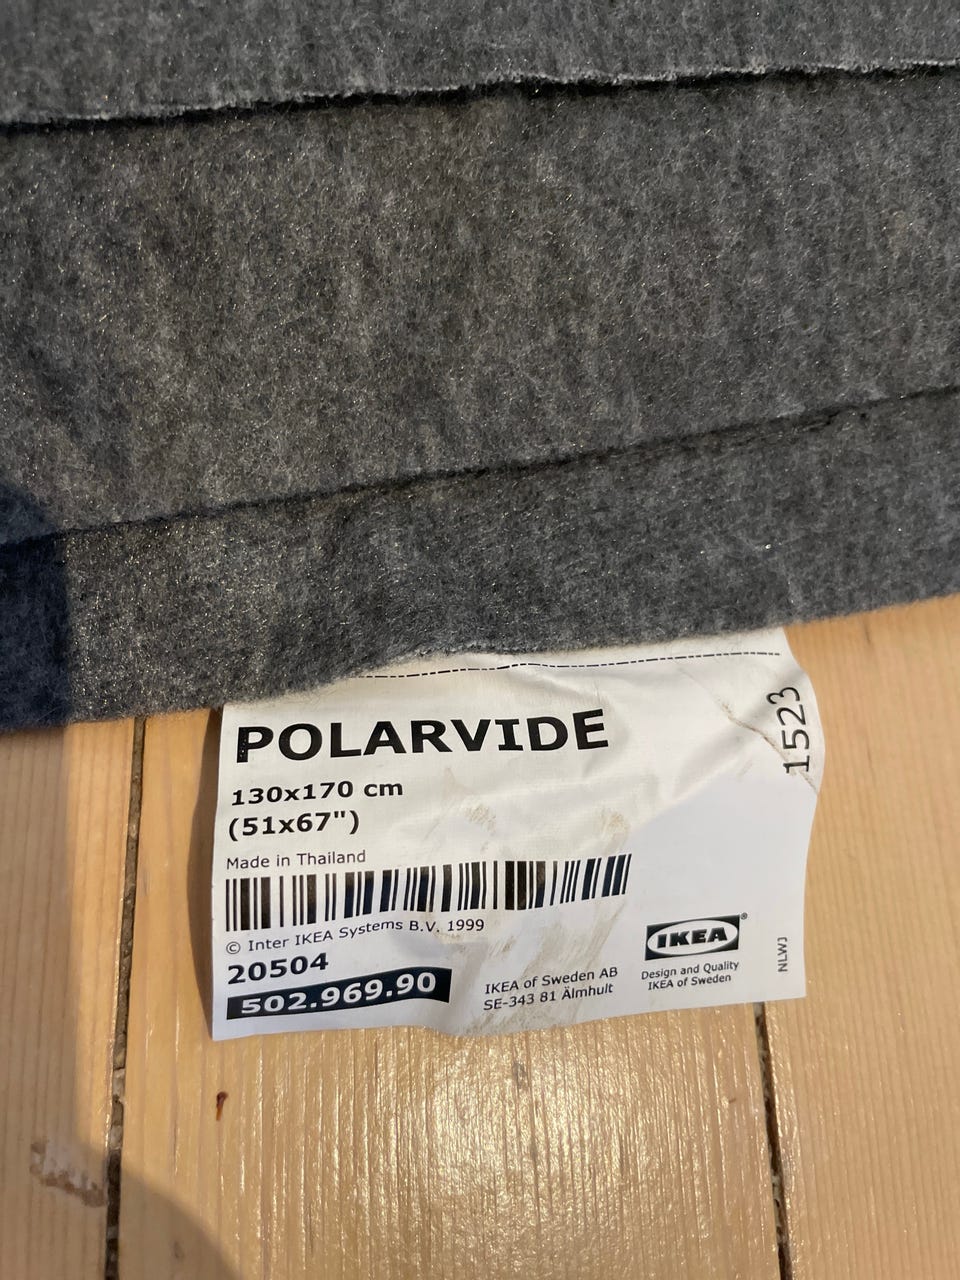 POLARVIDE
130x170 cm
(51x67")
Made in Thailand
© Inter IKEA Systems B.V. 1999
20504
502.969.90
IKEA of Sweden AB
SE-343 81 Älmhult
IKEA®
Design and Quality
IKEA of Sweden
1523
NLWJ